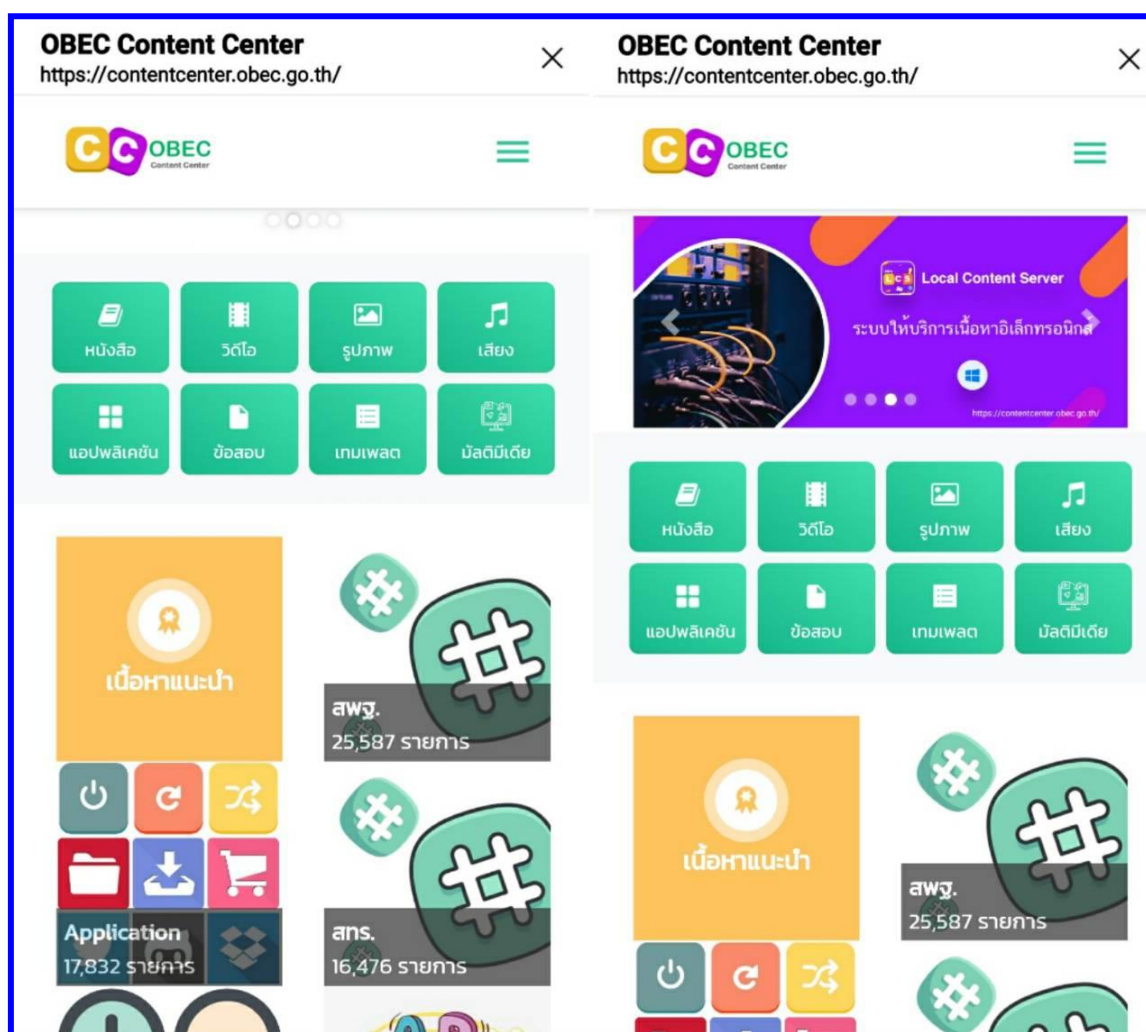 OBEC Content Center
https://contentcenter.obec.go.th/
CC OBEC
Content Center
หนังสือ
วิดีโอ
รูปภาพ
เสียง
แอปพลิเคชัน
ข้อสอบ
เทมเพลต
มัลติมีเดีย
เนื้อหาแนะนำ
สพฐ.
25,587 รายการ
Application
17,832 รายการ
สทร.
16,476 รายการ
OBEC Content Center
https://contentcenter.obec.go.th/
CC OBEC
Content Center
Local Content Server
ระบบให้บริการเนื้อหาอิเล็กทรอนิกส์
https://contentcenter.obec.go.th/
หนังสือ
วิดีโอ
รูปภาพ
เสียง
แอปพลิเคชัน
ข้อสอบ
เทมเพลต
มัลติมีเดีย
เนื้อหาแนะนำ
สพฐ.
25,587 รายการ